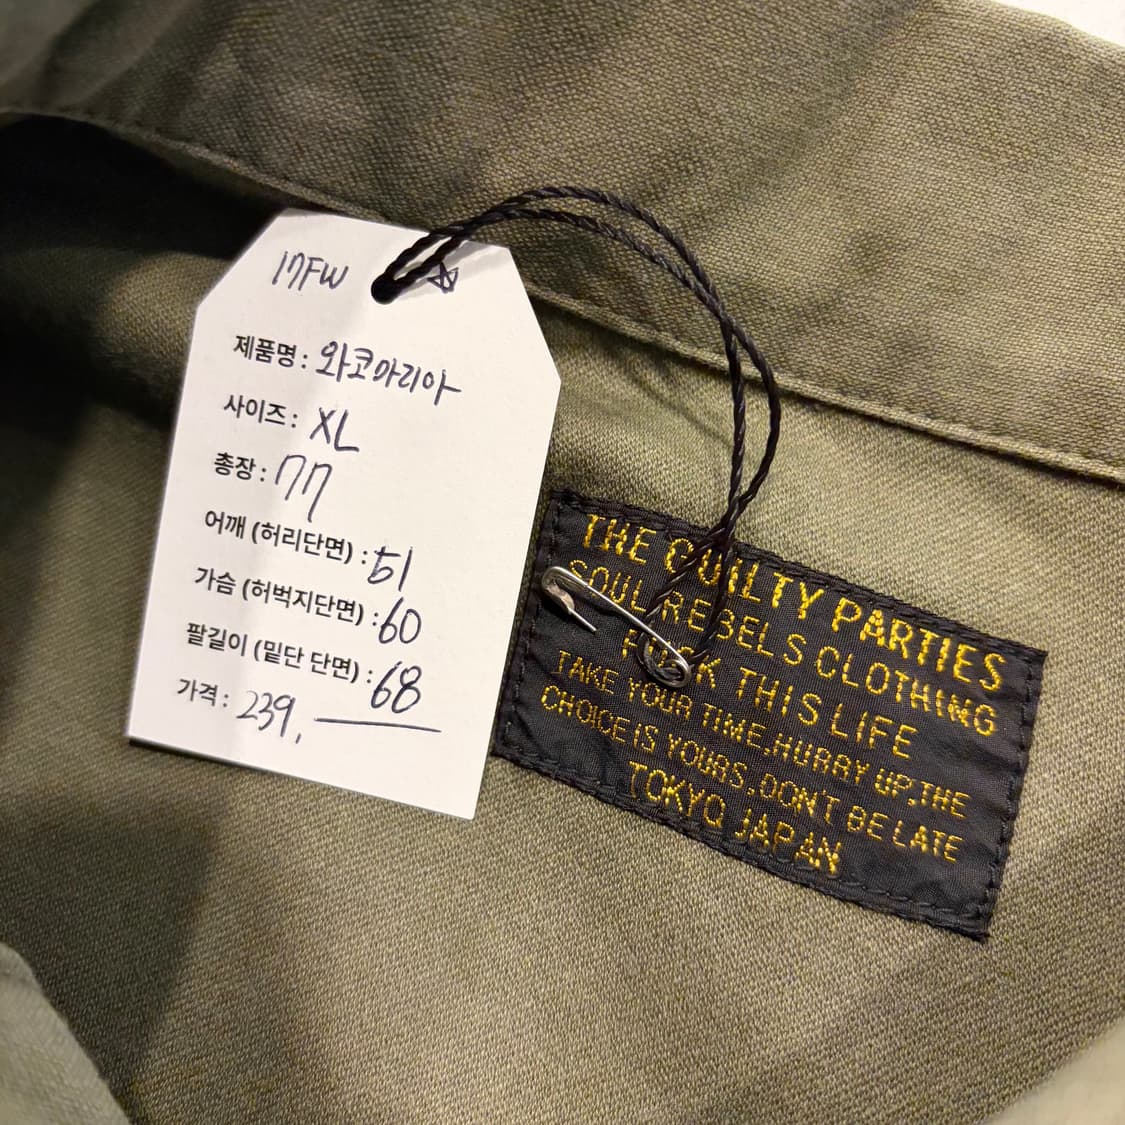 17FW
제품명 : 와코마리아
사이즈 : XL
총장 : 77
어깨 (허리단면) : 51
가슴 (허벅지단면) : 60
팔길이 (밑단 단면) : 68
가격 : 239,
THE GUILTY PARTIES
SOUL REBELS CLOTHING
THIS LIFE
TAKE YOUR TIME,HURRY UP,THE
CHOICE IS YOURS,DON'T BE LATE
TOKYO JAPAN